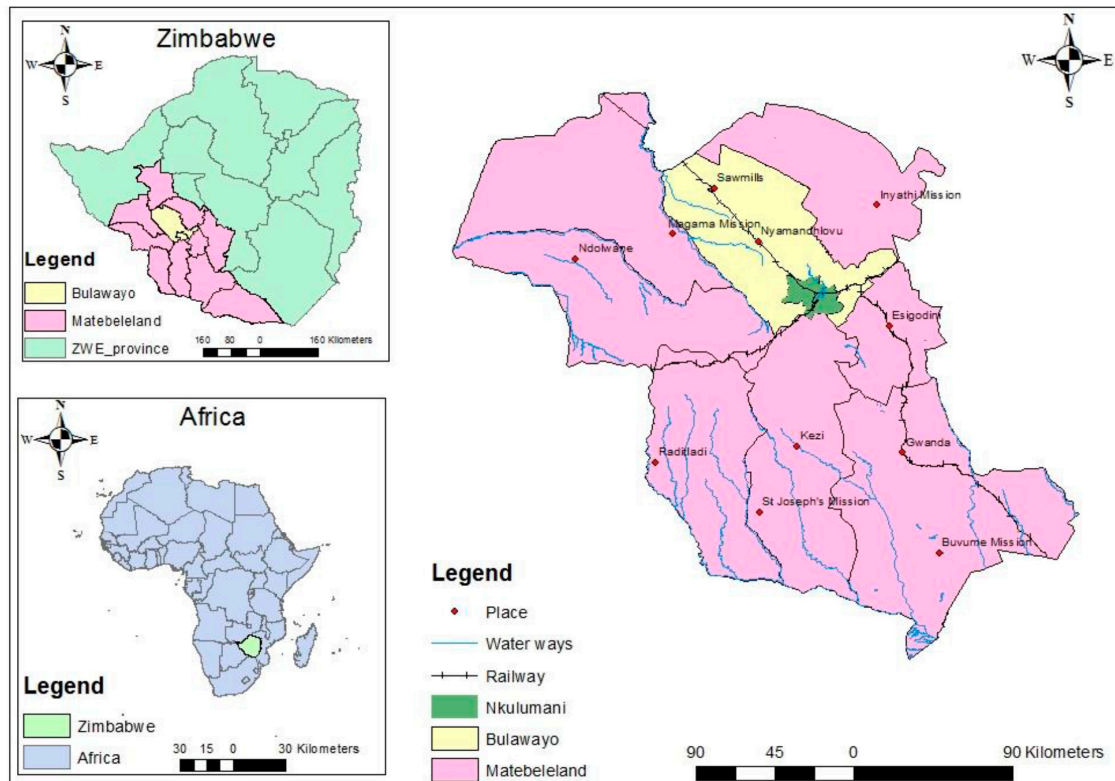 Zimbabwe
N
W E
S
Legend
Bulawayo
Matebeleland
ZWE_province
160 80 0 160 Kilometers
Africa
N
W E
S
Legend
Zimbabwe
Africa
30 15 0 30 Kilometers
N
W E
S
Sawmills
Inyathi Mission
Magama Mission
Nyamandhlovu
Ndolwane
Esigodini
Kezi
Gwanda
Raditladi
St Joseph's Mission
Buvume Mission
Legend
Place
Water ways
Railway
Nkulumani
Bulawayo
Matebeleland
90 45 0 90 Kilometers